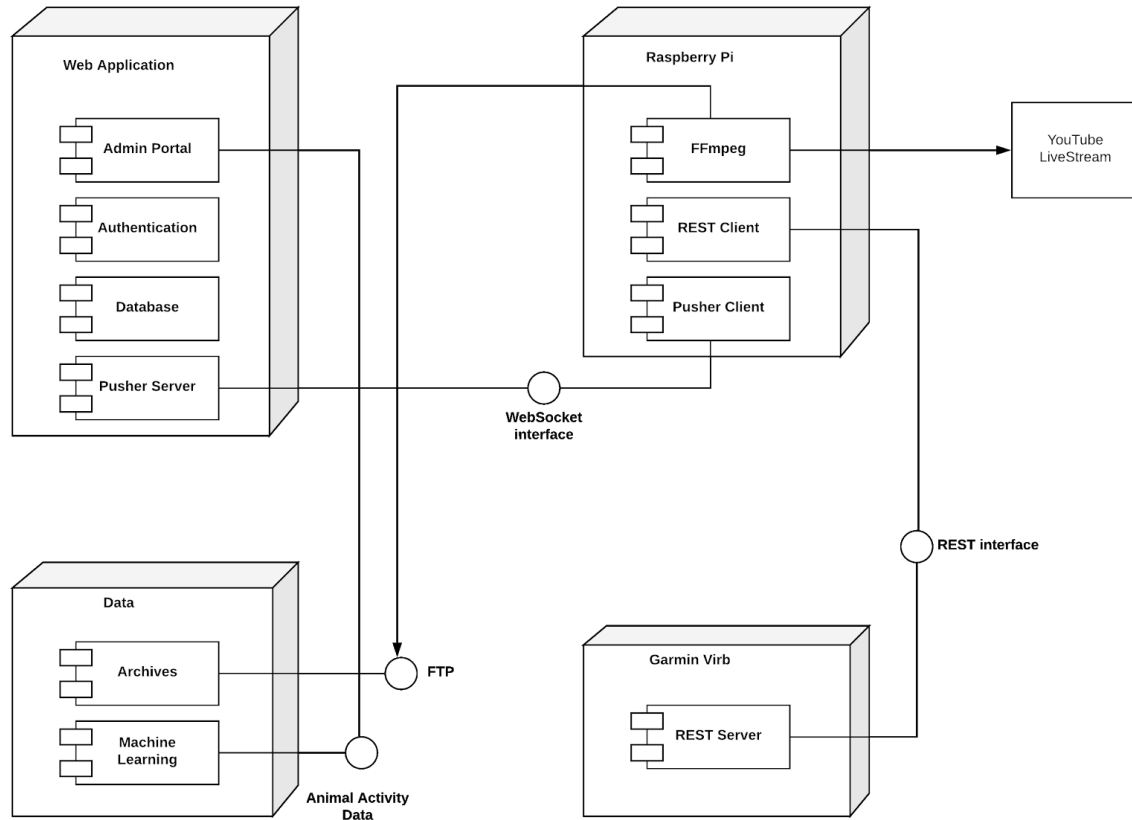 Web Application
Admin Portal
Authentication
Database
Pusher Server
Raspberry Pi
FFmpeg
REST Client
Pusher Client
YouTube
LiveStream
WebSocket
interface
REST interface
Data
Archives
Machine
Learning
FTP
Animal Activity
Data
Garmin Virb
REST Server